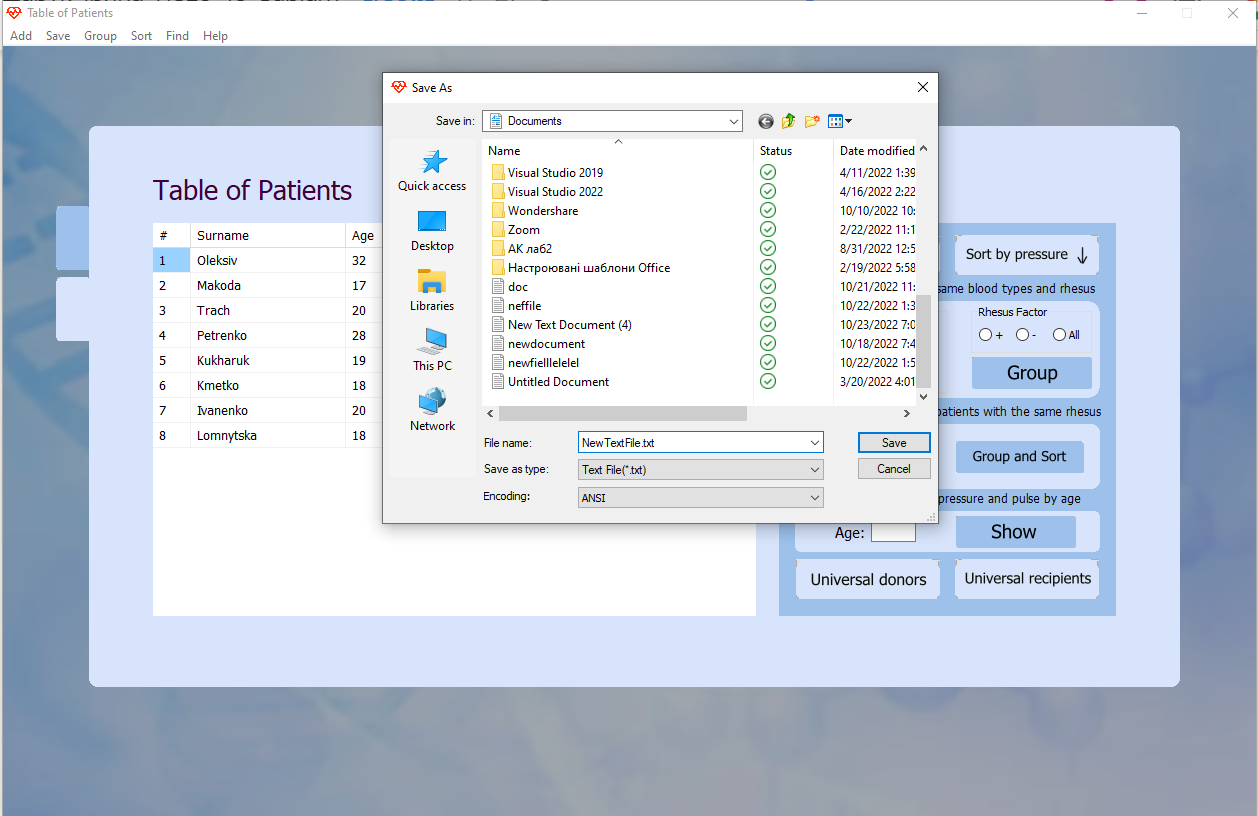 Table of Patients
Add Save Group Sort Find Help
Save As
Save in: Documents
Quick access
Desktop
Libraries
This PC
Network
Name Status Date modified
Visual Studio 2019 4/11/2022 1:39
Visual Studio 2022 4/16/2022 2:22
Wondershare 10/10/2022 10:
Zoom 2/22/2022 11:1
АК лаб2 8/31/2022 12:5
Настроювані шаблони Office 2/19/2022 5:58
doc 10/21/2022 11:
neffile 10/22/2022 1:3
New Text Document (4) 10/23/2022 7:0
newdocument 10/18/2022 7:4
newfielllelelel 10/22/2022 1:5
Untitled Document 3/20/2022 4:01
File name: NewTextFile.txt Save
Save as type: Text File(*.txt) Cancel
Encoding: ANSI
Table of Patients
# Surname Age
1 Oleksiv 32
2 Makoda 17
3 Trach 20
4 Petrenko 28
5 Kukharuk 19
6 Kmetko 18
7 Ivanenko 20
8 Lomnytska 18
Sort by pressure ↓
same blood types and rhesus
Rhesus Factor
+ - All
Group
patients with the same rhesus
Group and Sort
pressure and pulse by age
Age: Show
Universal donors Universal recipients